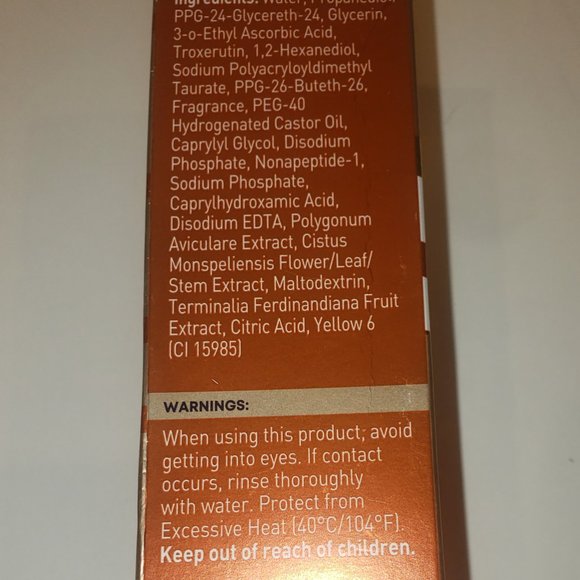 Ingredients: Water, Propanediol,
PPG-24-Glycereth-24, Glycerin,
3-o-Ethyl Ascorbic Acid,
Troxerutin, 1,2-Hexanediol,
Sodium Polyacryloyldimethyl
Taurate, PPG-26-Buteth-26,
Fragrance, PEG-40
Hydrogenated Castor Oil,
Caprylyl Glycol, Disodium
Phosphate, Nonapeptide-1,
Sodium Phosphate,
Caprylhydroxamic Acid,
Disodium EDTA, Polygonum
Aviculare Extract, Cistus
Monspeliensis Flower/Leaf/
Stem Extract, Maltodextrin,
Terminalia Ferdinandiana Fruit
Extract, Citric Acid, Yellow 6
(CI 15985)
WARNINGS:
When using this product, avoid
getting into eyes. If contact
occurs, rinse thoroughly
with water. Protect from
Excessive Heat (40°C/104°F).
Keep out of reach of children.